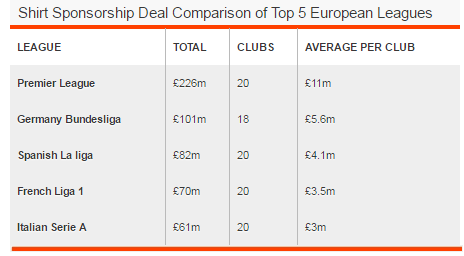 Shirt Sponsorship Deal Comparison of Top 5 European Leagues
LEAGUE TOTAL CLUBS AVERAGE PER CLUB
Premier League £226m 20 £11m
Germany Bundesliga £101m 18 £5.6m
Spanish La liga £82m 20 £4.1m
French Liga 1 £70m 20 £3.5m
Italian Serie A £61m 20 £3m